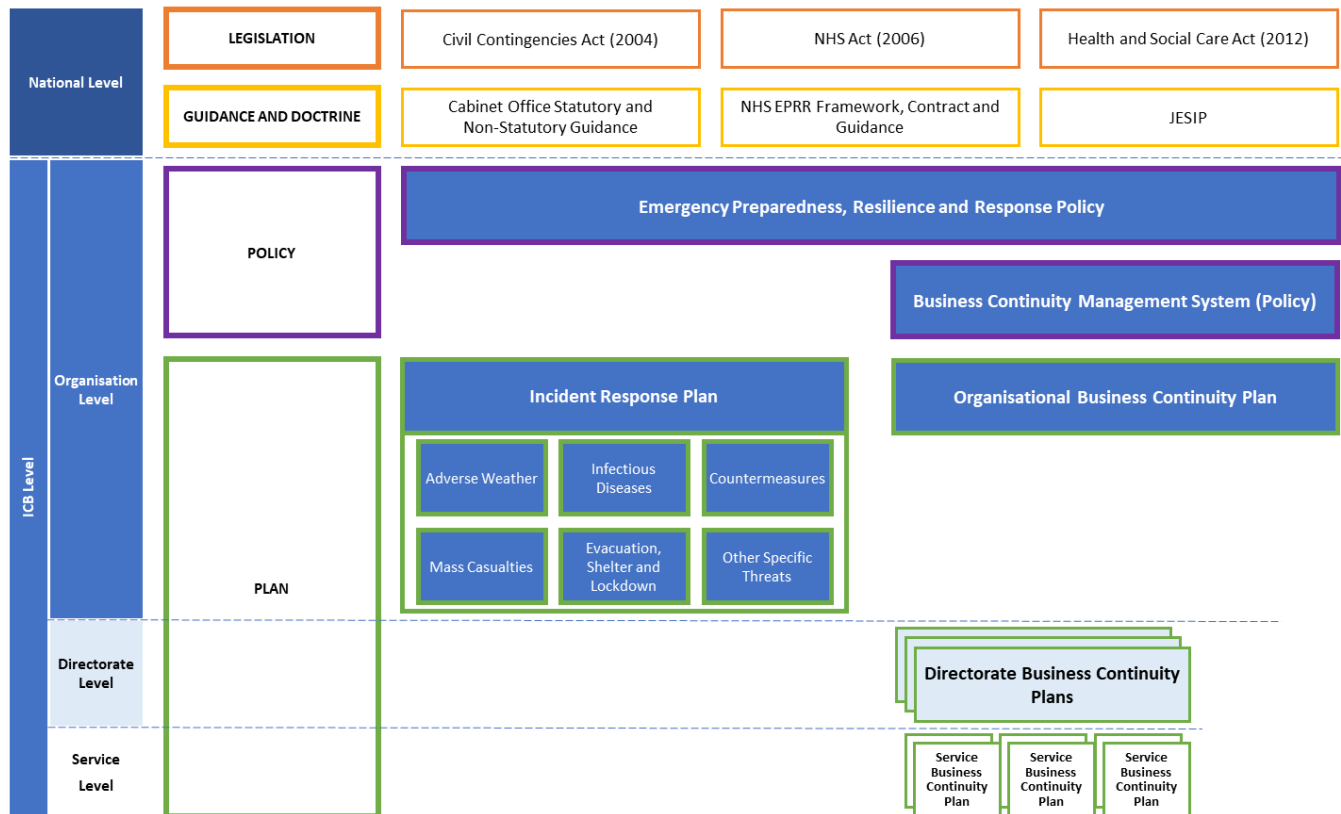 National Level
LEGISLATION
Civil Contingencies Act (2004)
NHS Act (2006)
Health and Social Care Act (2012)
GUIDANCE AND DOCTRINE
Cabinet Office Statutory and
Non-Statutory Guidance
NHS EPRR Framework, Contract and
Guidance
JESIP
ICB Level
Organisation
Level
POLICY
Emergency Preparedness, Resilience and Response Policy
Business Continuity Management System (Policy)
PLAN
Incident Response Plan
Organisational Business Continuity Plan
Adverse Weather
Infectious
Diseases
Countermeasures
Mass Casualties
Evacuation,
Shelter and
Lockdown
Other Specific
Threats
Directorate
Level
Directorate Business Continuity
Plans
Service
Level
Service
Business
Continuity
Plan
Service
Business
Continuity
Plan
Service
Business
Continuity
Plan